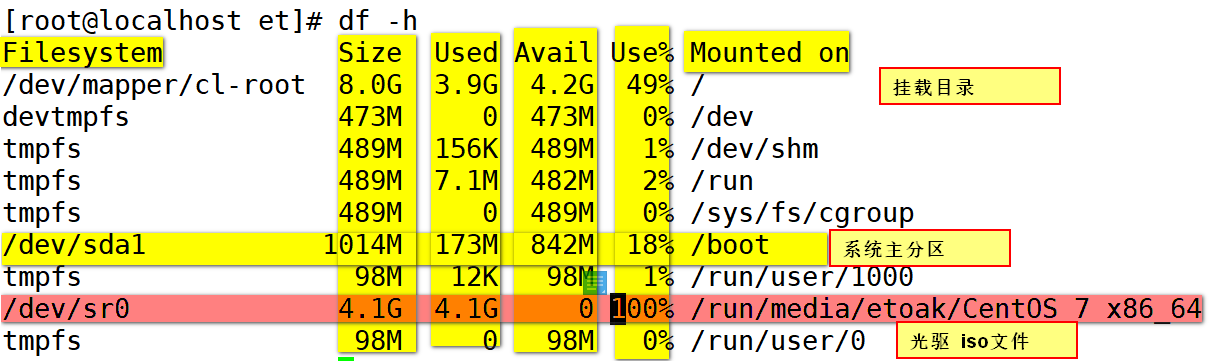 [root@localhost et]# df -h
Filesystem Size Used Avail Use% Mounted on
/dev/mapper/cl-root 8.0G 3.9G 4.2G 49% /
挂载目录
devtmpfs 473M 0 473M 0% /dev
tmpfs 489M 156K 489M 1% /dev/shm
tmpfs 489M 7.1M 482M 2% /run
tmpfs 489M 0 489M 0% /sys/fs/cgroup
/dev/sda1 1014M 173M 842M 18% /boot
系统主分区
tmpfs 98M 12K 98M 1% /run/user/1000
/dev/sr0 4.1G 4.1G 0 100% /run/media/etoak/CentOS 7 x86_64
tmpfs 98M 0 98M 0% /run/user/0
光驱 iso文件